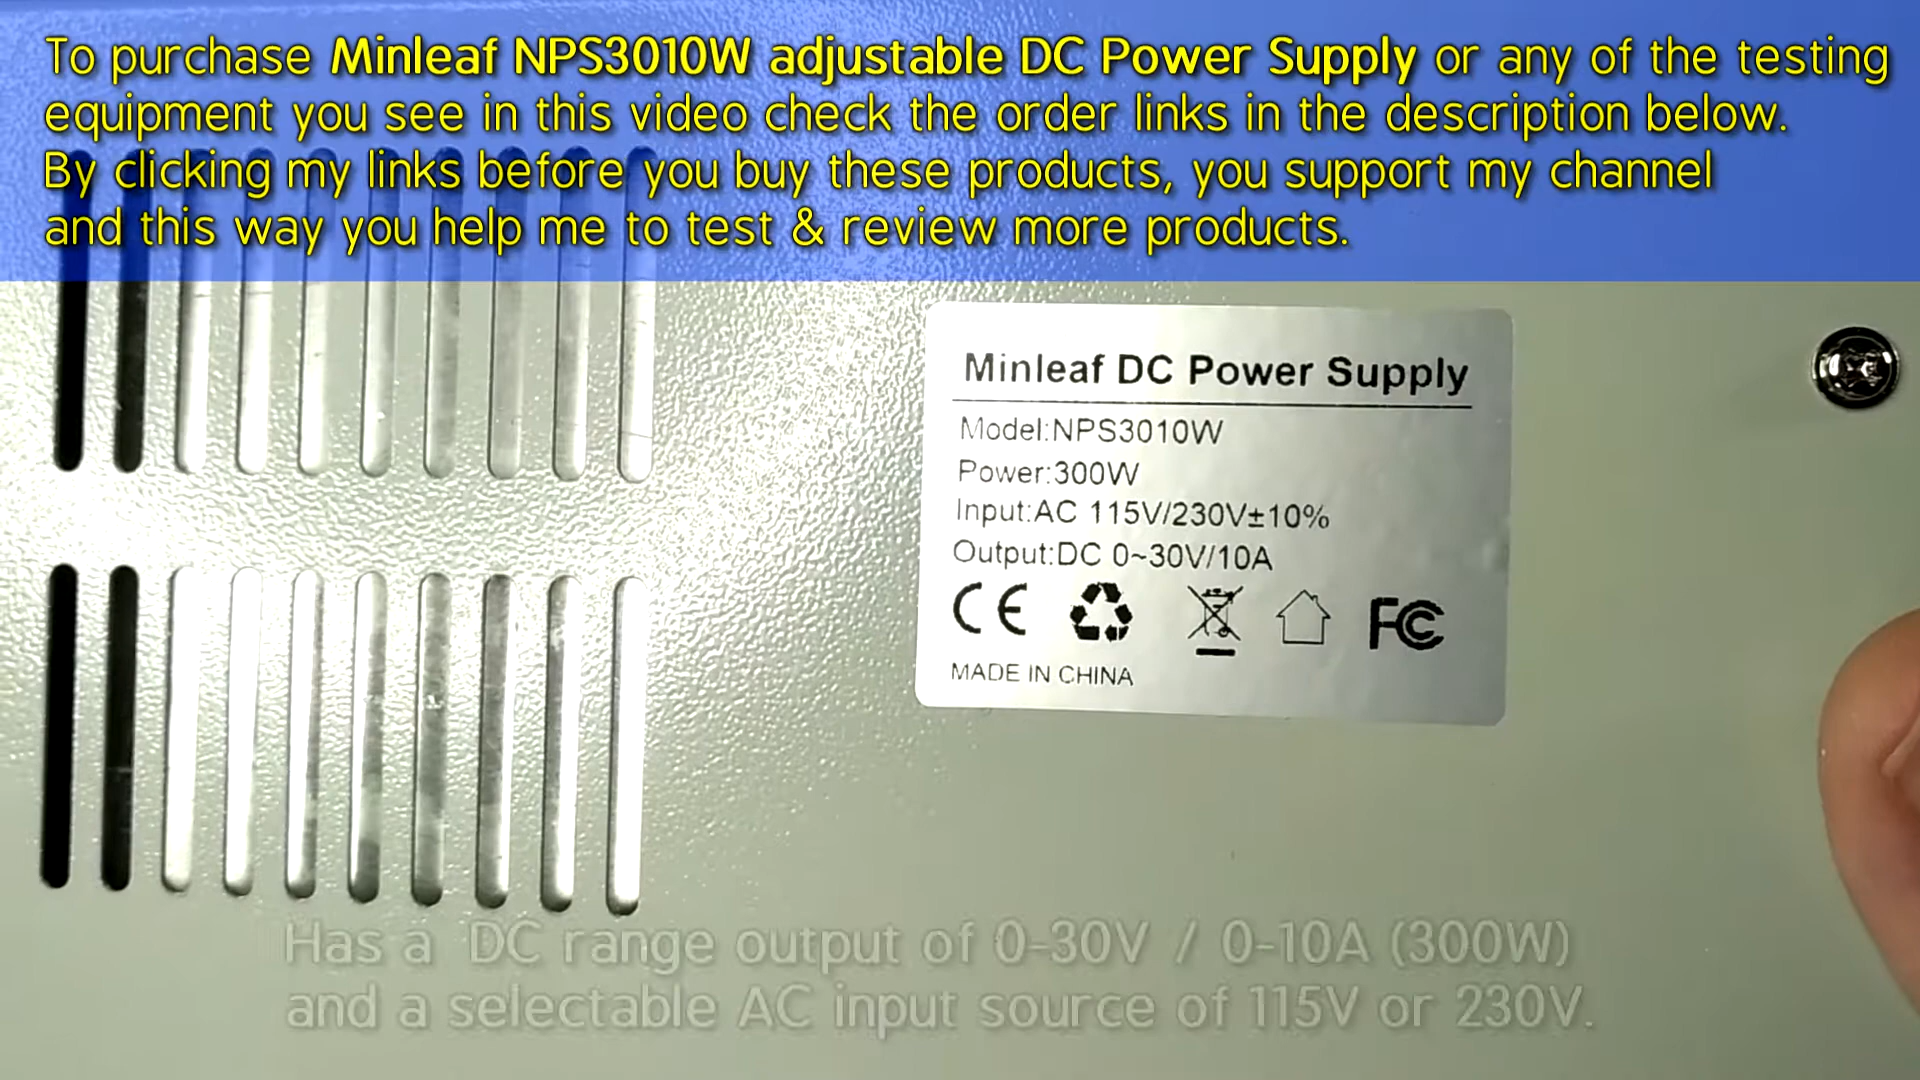 To purchase Minleaf NPS3010W adjustable DC Power Supply or any of the testing
equipment you see in this video check the order links in the description below.
By clicking my links before you buy these products, you support my channel
and this way you help me to test & review more products.
Minleaf DC Power Supply
Model:NPS3010W
Power:300W
Input:AC 115V/230V±10%
Output:DC 0~30V/10A
CE FC
MADE IN CHINA
Has a DC range output of 0-30V / 0-10A (300W)
and a selectable AC input source of 115V or 230V.